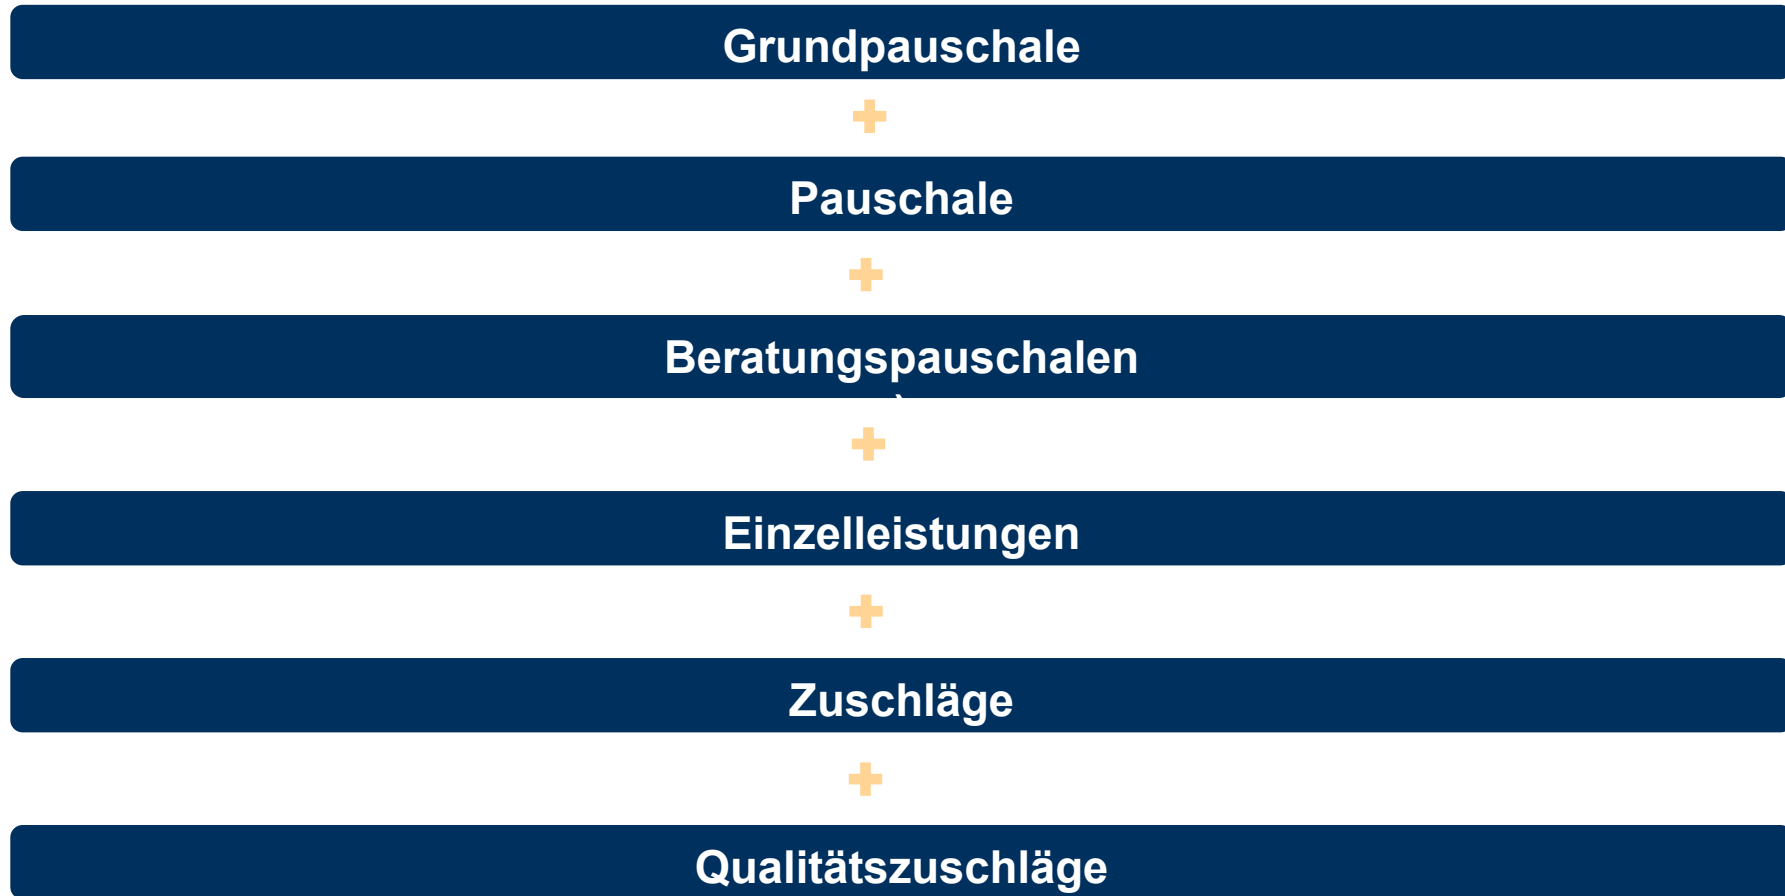 Grundpauschale
Pauschale
Beratungspauschalen
Einzelleistungen
Zuschläge
Qualitätszuschläge